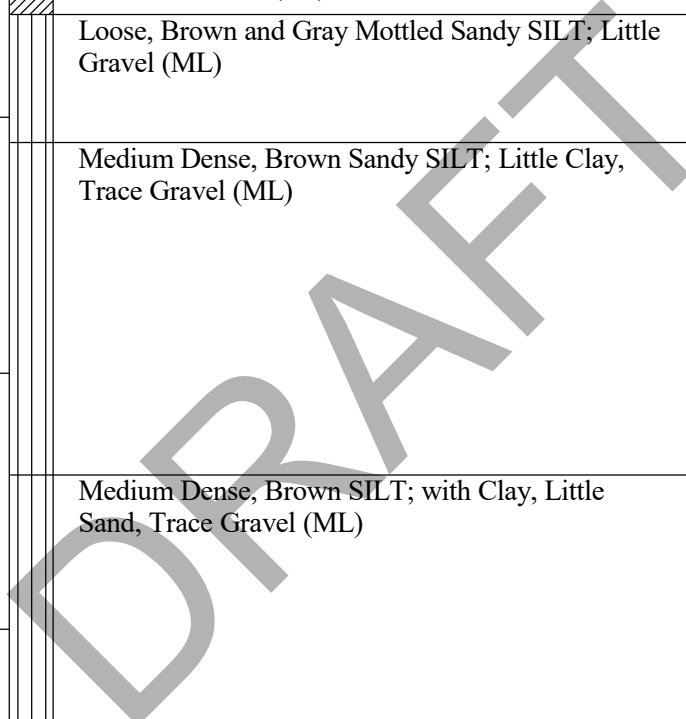 Loose, Brown and Gray Mottled Sandy SILT; Little
Gravel (ML)
Medium Dense, Brown Sandy SILT; Little Clay,
Trace Gravel (ML)
Medium Dense, Brown SILT; with Clay, Little
Sand, Trace Gravel (ML)
DRAFT